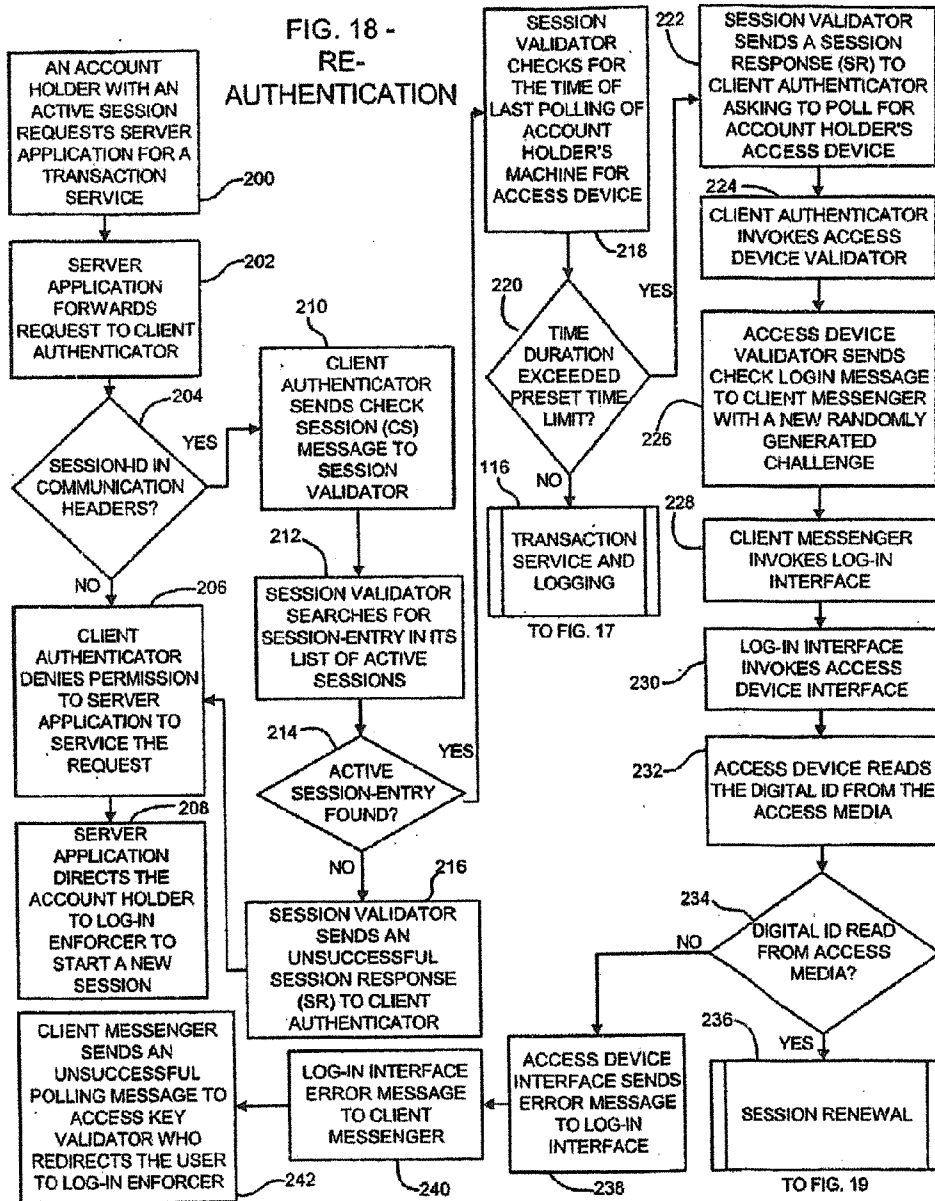 FIG. 18 -
RE-
AUTHENTICATION
AN ACCOUNT
HOLDER WITH AN
ACTIVE SESSION
REQUESTS SERVER
APPLICATION FOR A
TRANSACTION
SERVICE
200
SERVER
APPLICATION
FORWARDS
REQUEST TO CLIENT
AUTHENTICATOR
202
SESSION-ID IN
COMMUNICATION
HEADERS?
204
YES
NO
CLIENT
AUTHENTICATOR
DENIES PERMISSION
TO SERVER
APPLICATION TO
SERVICE THE
REQUEST
206
SERVER
APPLICATION
DIRECTS THE
ACCOUNT HOLDER
TO LOG-IN
ENFORCER TO
START A NEW
SESSION
208
210
CLIENT
AUTHENTICATOR
SENDS CHECK
SESSION (CS)
MESSAGE TO
SESSION
VALIDATOR
212
SESSION VALIDATOR
SEARCHES FOR
SESSION-ENTRY IN ITS
LIST OF ACTIVE
SESSIONS
214
ACTIVE
SESSION-ENTRY
FOUND?
YES
NO
216
SESSION VALIDATOR
SENDS AN
UNSUCCESSFUL
SESSION RESPONSE
(SR) TO CLIENT
AUTHENTICATOR
SESSION
VALIDATOR
CHECKS FOR
THE TIME OF
LAST POLLING OF
ACCOUNT
HOLDER'S
MACHINE FOR
ACCESS DEVICE
218
220
TIME
DURATION
EXCEEDED
PRESET TIME
LIMIT?
YES
NO
116
TRANSACTION
SERVICE AND
LOGGING
TO FIG. 17
222
SESSION VALIDATOR
SENDS A SESSION
RESPONSE (SR) TO
CLIENT AUTHENTICATOR
ASKING TO POLL FOR
ACCOUNT HOLDER'S
ACCESS DEVICE
224
CLIENT AUTHENTICATOR
INVOKES ACCESS
DEVICE VALIDATOR
ACCESS DEVICE
VALIDATOR SENDS
CHECK LOGIN MESSAGE
TO CLIENT MESSENGER
WITH A NEW RANDOMLY
GENERATED
CHALLENGE
226
228
CLIENT MESSENGER
INVOKES LOG-IN
INTERFACE
LOG-IN INTERFACE
INVOKES ACCESS
DEVICE INTERFACE
230
232
ACCESS DEVICE READS
THE DIGITAL ID FROM THE
ACCESS MEDIA
234
DIGITAL ID READ
FROM ACCESS
MEDIA?
NO
YES
236
SESSION RENEWAL
TO FIG. 19
ACCESS DEVICE
INTERFACE SENDS
ERROR MESSAGE
TO LOG-IN
INTERFACE
238
LOG-IN INTERFACE
ERROR MESSAGE
TO CLIENT
MESSENGER
240
CLIENT MESSENGER
SENDS AN
UNSUCCESSFUL
POLLING MESSAGE TO
ACCESS KEY
VALIDATOR WHO
REDIRECTS THE USER
TO LOG-IN ENFORCER
242